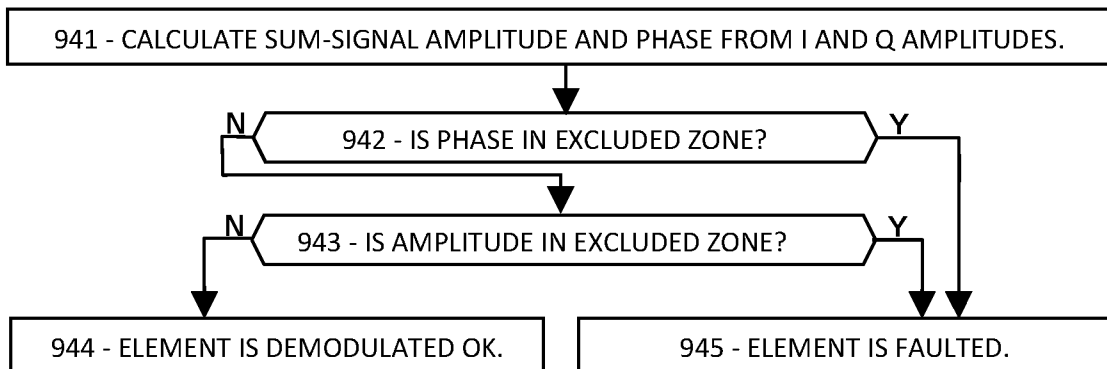 941 - CALCULATE SUM-SIGNAL AMPLITUDE AND PHASE FROM I AND Q AMPLITUDES.
N
942 - IS PHASE IN EXCLUDED ZONE?
Y
N
943 - IS AMPLITUDE IN EXCLUDED ZONE?
Y
944 - ELEMENT IS DEMODULATED OK.
945 - ELEMENT IS FAULTED.